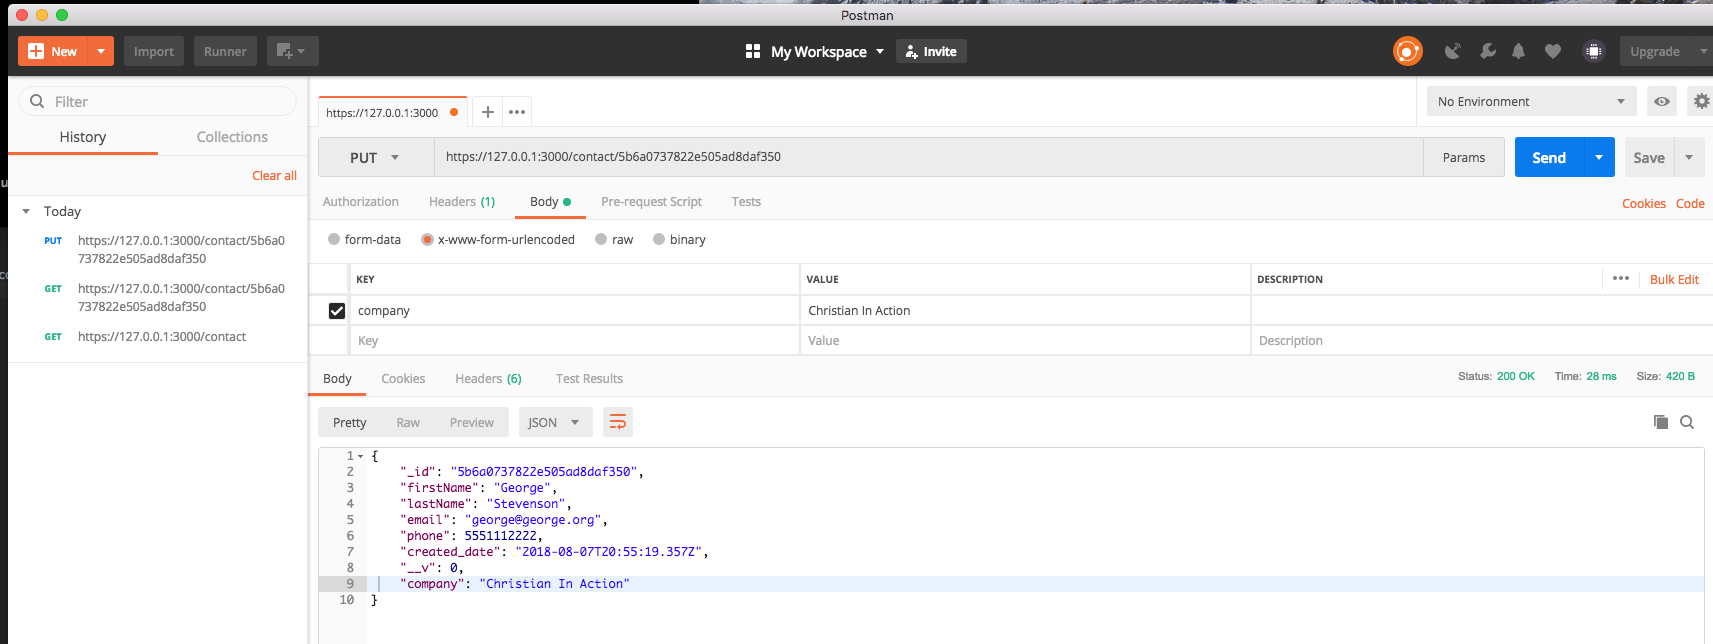 Postman
New Import Runner My Workspace Invite Upgrade
Filter
History Collections
Clear all
Today
PUT https://127.0.0.1:3000/contact/5b6a0
737822e505ad8daf350
GET https://127.0.0.1:3000/contact/5b6a0
737822e505ad8daf350
GET https://127.0.0.1:3000/contact
https://127.0.0.1:3000
No Environment
PUT https://127.0.0.1:3000/contact/5b6a0737822e505ad8daf350 Params Send Save
Authorization Headers (1) Body Pre-request Script Tests Cookies Code
form-data x-www-form-urlencoded raw binary
KEY VALUE DESCRIPTION Bulk Edit
company Christian In Action
Key Value Description
Body Cookies Headers (6) Test Results Status: 200 OK Time: 28 ms Size: 420 B
Pretty Raw Preview JSON
1 {
2 "_id": "5b6a0737822e505ad8daf350",
3 "firstName": "George",
4 "lastName": "Stevenson",
5 "email": "george@george.org",
6 "phone": 5551112222,
7 "created_date": "2018-08-07T20:55:19.357Z",
8 "__v": 0,
9 "company": "Christian In Action"
10 }